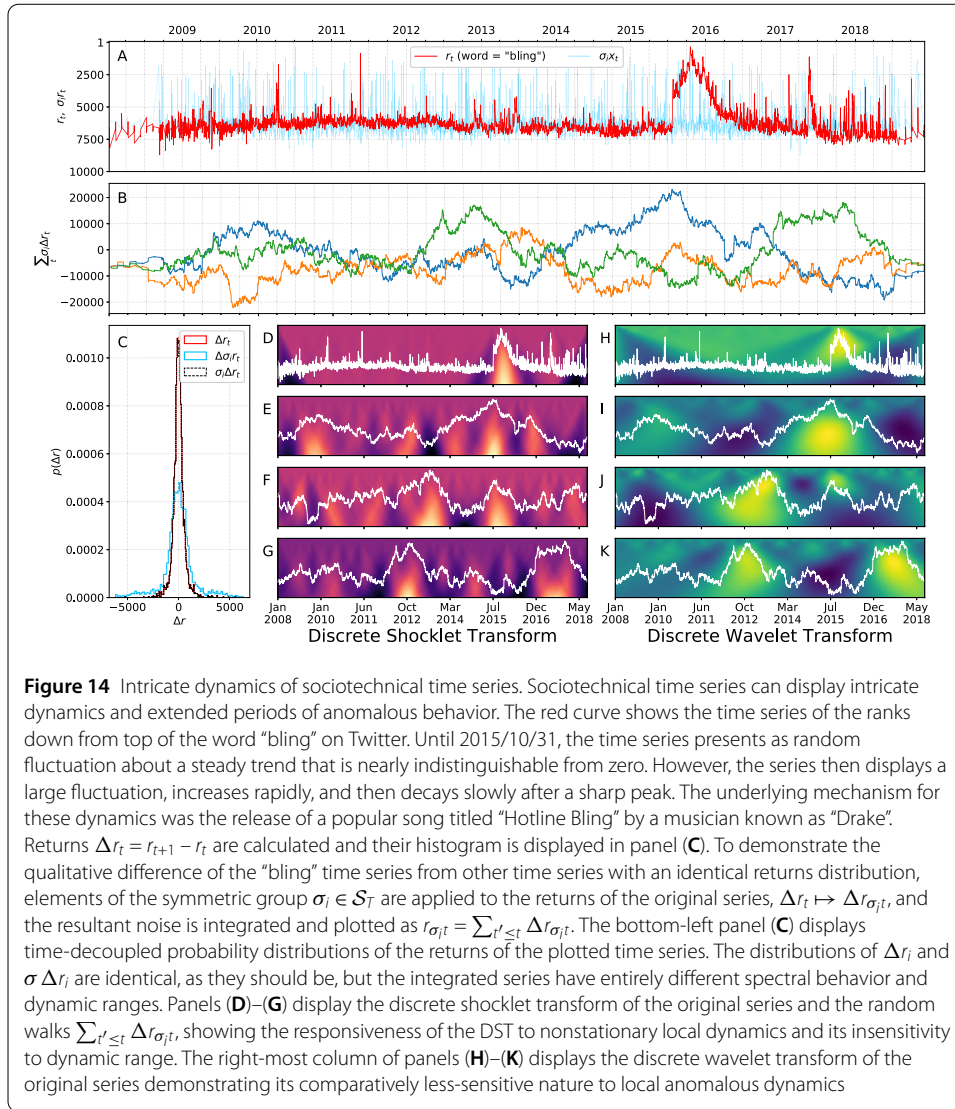 2009 2010 2011 2012 2013 2014 2015 2016 2017 2018
A
r_t (word = "bling") σ_i x_t
r_t, σ_i r_t
1
2500
5000
7500
10000
B
∑_t σ_i Δr_t
20000
10000
0
−10000
−20000
C
Δr_t
Δσ_i r_t
σ_i Δr_t
p(Δr)
0.0010
0.0008
0.0006
0.0004
0.0002
0.0000
−5000 0 5000
Δr
D
E
F
G
Jan 2008 Jan 2010 Jun 2011 Oct 2012 Mar 2014 Jul 2015 Dec 2016 May 2018
Discrete Shocklet Transform
H
I
J
K
Jan 2008 Jan 2010 Jun 2011 Oct 2012 Mar 2014 Jul 2015 Dec 2016 May 2018
Discrete Wavelet Transform
Figure 14 Intricate dynamics of sociotechnical time series. Sociotechnical time series can display intricate
dynamics and extended periods of anomalous behavior. The red curve shows the time series of the ranks
down from top of the word "bling" on Twitter. Until 2015/10/31, the time series presents as random
fluctuation about a steady trend that is nearly indistinguishable from zero. However, the series then displays a
large fluctuation, increases rapidly, and then decays slowly after a sharp peak. The underlying mechanism for
these dynamics was the release of a popular song titled "Hotline Bling" by a musician known as "Drake".
Returns Δr_t = r_{t+1} – r_t are calculated and their histogram is displayed in panel (C). To demonstrate the
qualitative difference of the "bling" time series from other time series with an identical returns distribution,
elements of the symmetric group σ_i ∈ S_T are applied to the returns of the original series, Δr_t ↦ Δr_{σ_i t}, and
the resultant noise is integrated and plotted as r_{σ_i t} = ∑_{t′≤t} Δr_{σ_i t}. The bottom-left panel (C) displays
time-decoupled probability distributions of the returns of the plotted time series. The distributions of Δr_i and
σ Δr_i are identical, as they should be, but the integrated series have entirely different spectral behavior and
dynamic ranges. Panels (D)–(G) display the discrete shocklet transform of the original series and the random
walks ∑_{t′≤t} Δr_{σ_i t}, showing the responsiveness of the DST to nonstationary local dynamics and its insensitivity
to dynamic range. The right-most column of panels (H)–(K) displays the discrete wavelet transform of the
original series demonstrating its comparatively less-sensitive nature to local anomalous dynamics